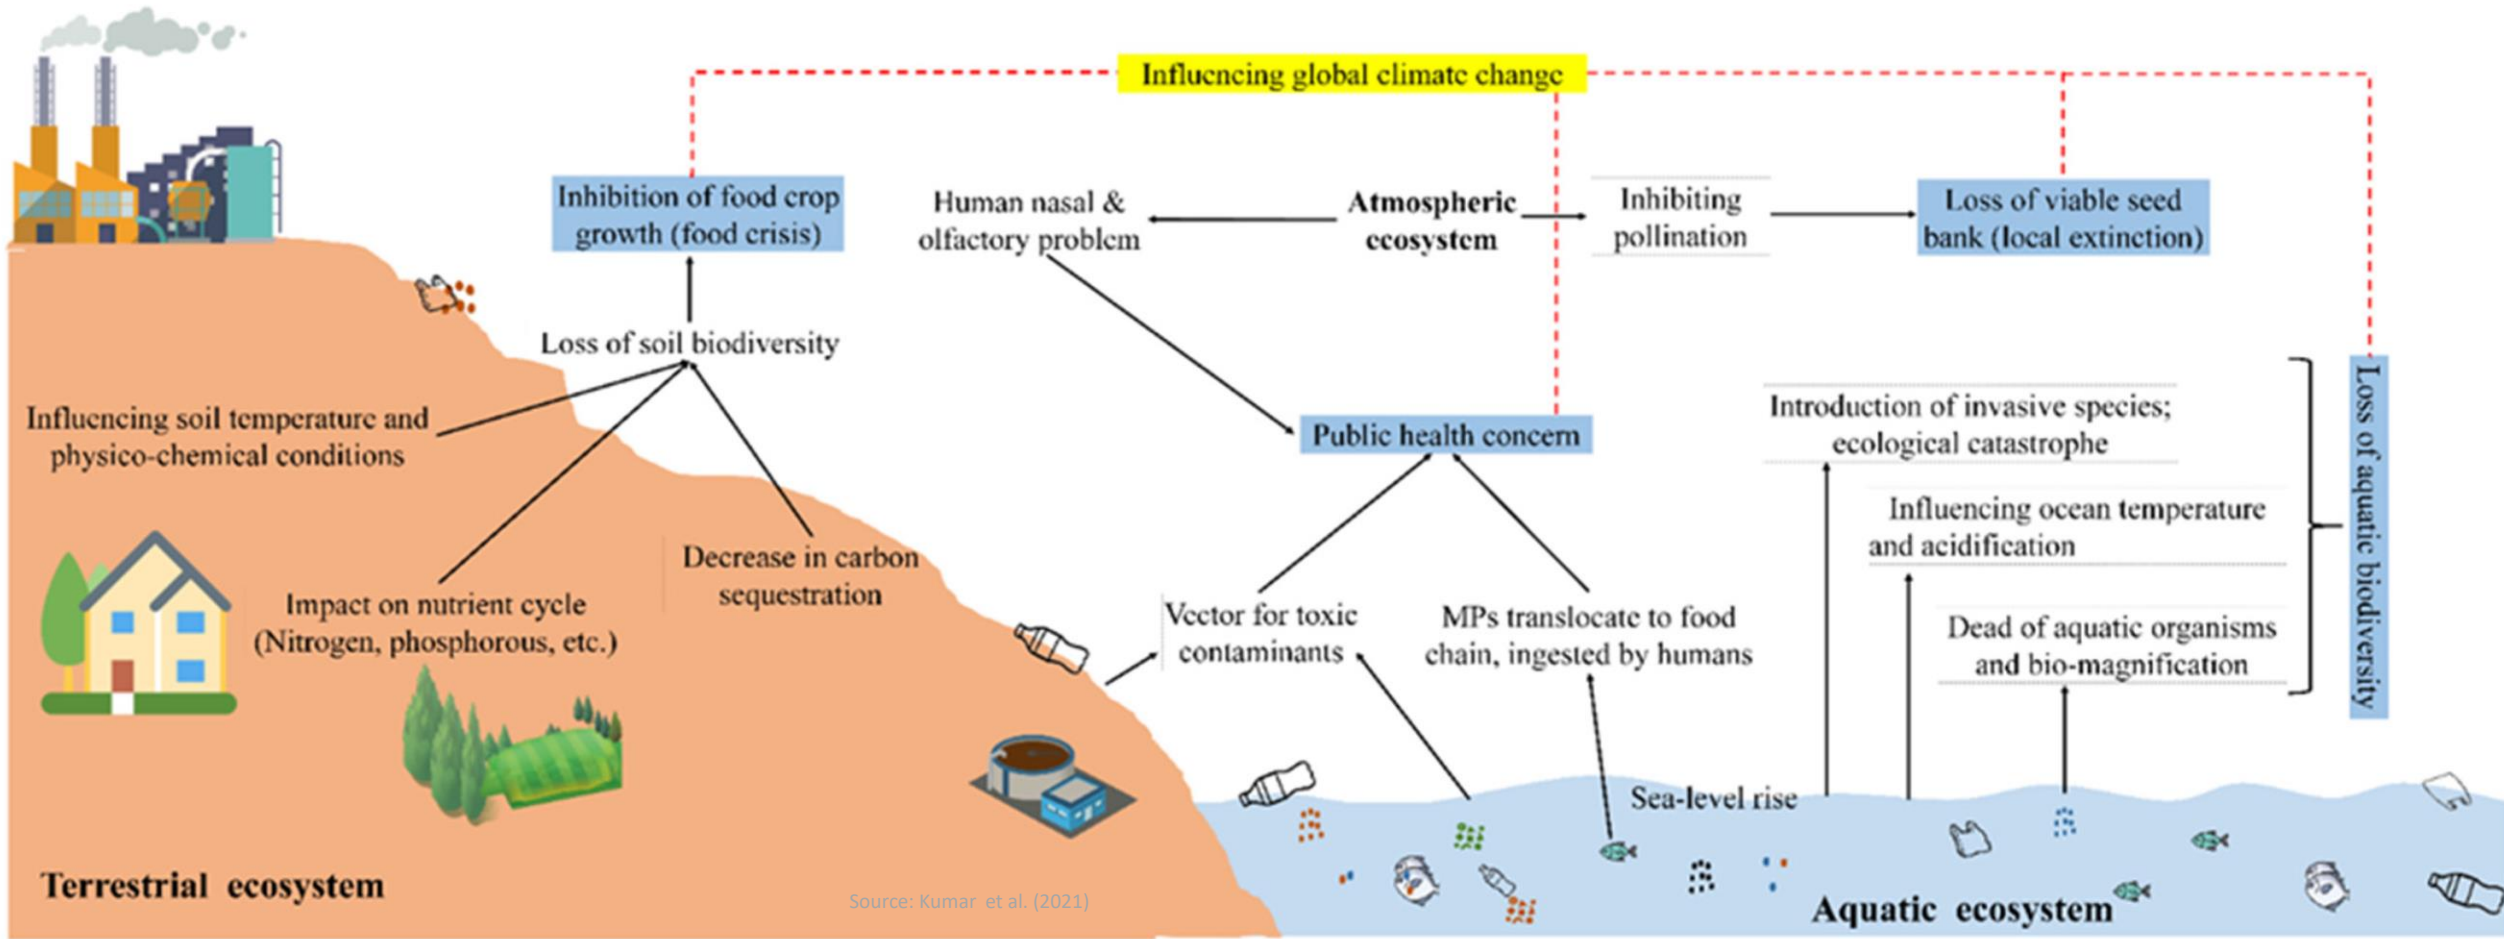 Influencing global climate change
Inhibition of food crop
growth (food crisis)
Human nasal &
olfactory problem
Atmospheric
ecosystem
Inhibiting
pollination
Loss of viable seed
bank (local extinction)
Loss of soil biodiversity
Influencing soil temperature and
physico-chemical conditions
Public health concern
Introduction of invasive species;
ecological catastrophe
Influencing ocean temperature
and acidification
Loss of aquatic biodiversity
Decrease in carbon
sequestration
Impact on nutrient cycle
(Nitrogen, phosphorous, etc.)
Vector for toxic
contaminants
MPs translocate to food
chain, ingested by humans
Dead of aquatic organisms
and bio-magnification
Sea-level rise
Terrestrial ecosystem
Source: Kumar et al. (2021)
Aquatic ecosystem